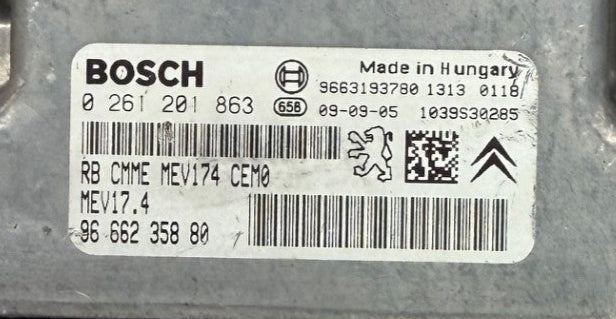 BOSCH
Made in Hungary
9663193780 1313 0118
0 261 201 863 65B 09-09-05 1039S30285
RB CMME MEV174 CEM0
MEV17.4
96 662 358 80